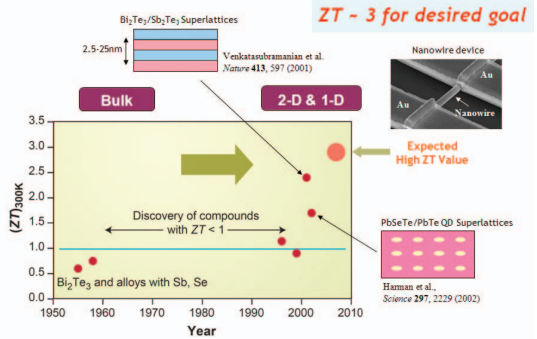 ZT ~ 3 for desired goal
Bi₂Te₃/Sb₂Te₃ Superlattices
2.5-25nm
Venkatasubramanian et al.
Nature 413, 597 (2001)
Nanowire device
Au
Au
Nanowire
Bulk
2-D & 1-D
Expected
High ZT Value
(ZT)300K
3.5
3.0
2.5
2.0
1.5
1.0
0.5
0.0
Discovery of compounds
with ZT < 1
Bi₂Te₃ and alloys with Sb, Se
PbSeTe/PbTe QD Superlattices
Harman et al.,
Science 297, 2229 (2002)
1950 1960 1970 1980 1990 2000 2010
Year